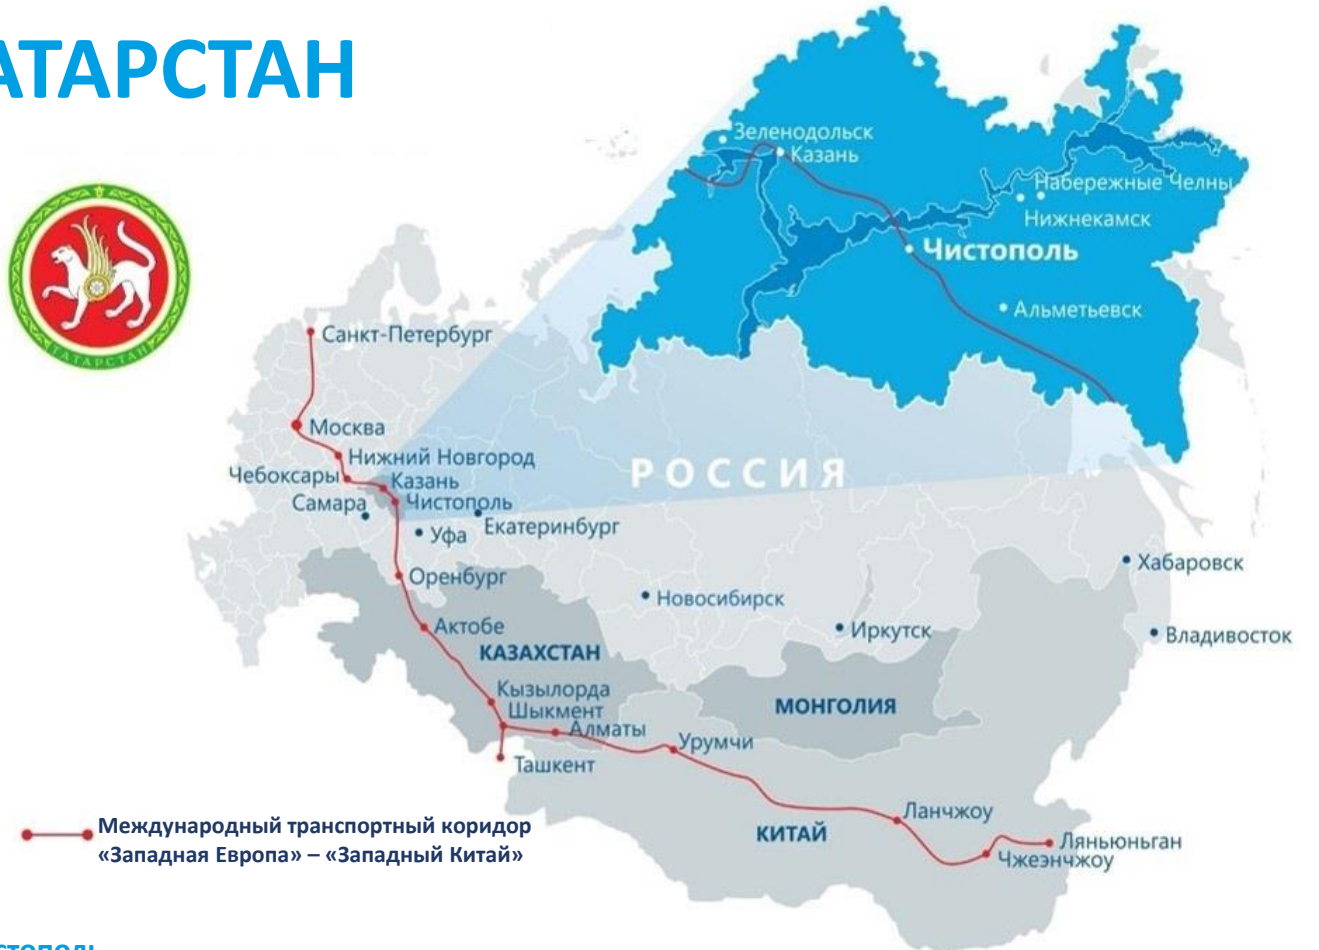 АТАРСТАН
Зеленодольск
Казань
Набережные Челны
Нижнекамск
Чистополь
Альметьевск
ТАТАРСТАН
Санкт-Петербург
Москва
Нижний Новгород
Чебоксары
Казань
Самара
Чистополь
Екатеринбург
Уфа
РОССИЯ
Оренбург
Хабаровск
Новосибирск
Актобе
Иркутск
Владивосток
КАЗАХСТАН
Кызылорда
Шыкмент
МОНГОЛИЯ
Алматы
Урумчи
Ташкент
Ланчжоу
Международный транспортный коридор
«Западная Европа» – «Западный Китай»
КИТАЙ
Ляньюньган
Чжеэнчжоу